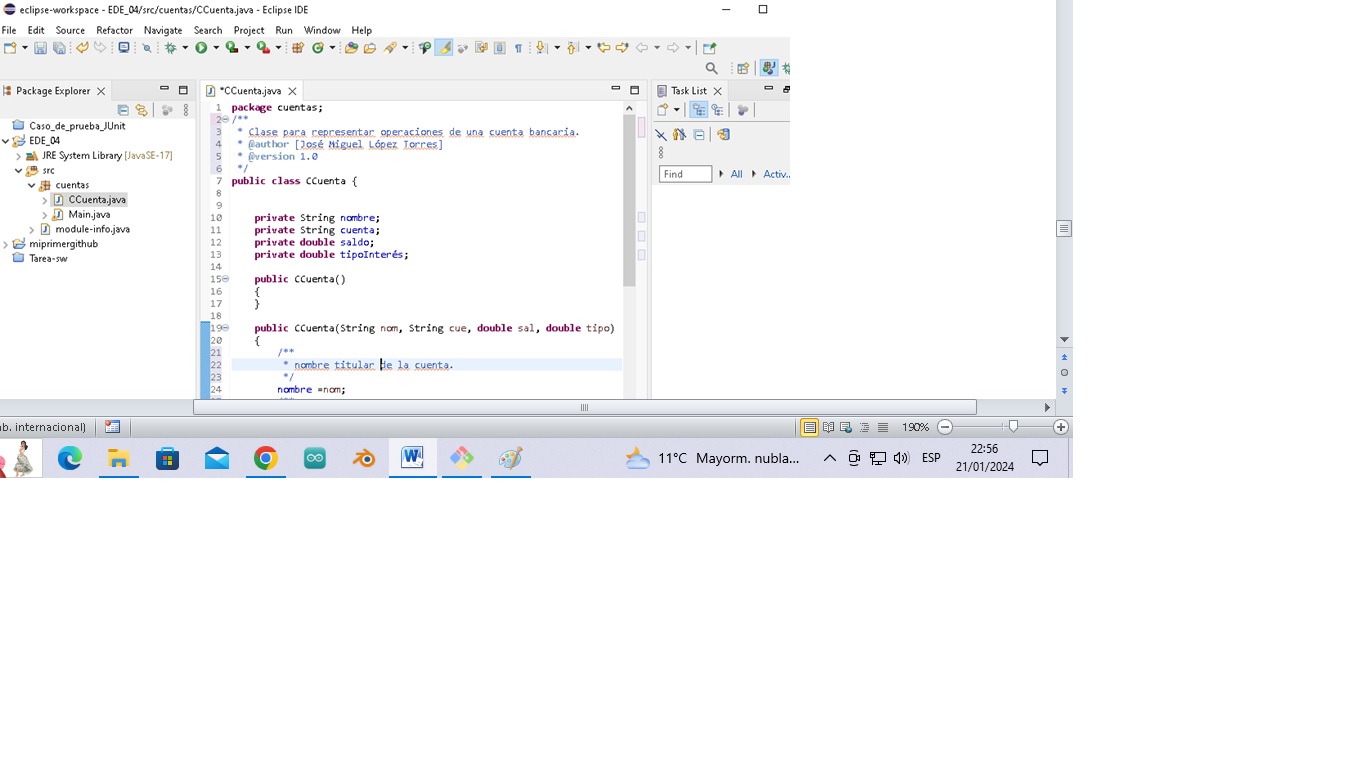 eclipse-workspace - EDE_04/src/cuentas/CCuenta.java - Eclipse IDE
File Edit Source Refactor Navigate Search Project Run Window Help
Package Explorer
*CCuenta.java
Task List
Caso_de_prueba_JUnit
EDE_04
JRE System Library [JavaSE-17]
src
cuentas
CCuenta.java
Main.java
module-info.java
miprimergithub
Tarea-sw
1 package cuentas;
2 /**
3 * Clase para representar operaciones de una cuenta bancaria.
4 * @author [José Miguel López Torres]
5 * @version 1.0
6 */
7 public class CCuenta {
8
9
10 private String nombre;
11 private String cuenta;
12 private double saldo;
13 private double tipoInterés;
14
15 public CCuenta()
16 {
17 }
18
19 public CCuenta(String nom, String cue, double sal, double tipo)
20 {
21 /**
22 * nombre titular de la cuenta.
23 */
24 nombre =nom;
Find All Activ..
ab. internacional)
190%
11°C Mayorm. nubla...
ESP
22:56
21/01/2024